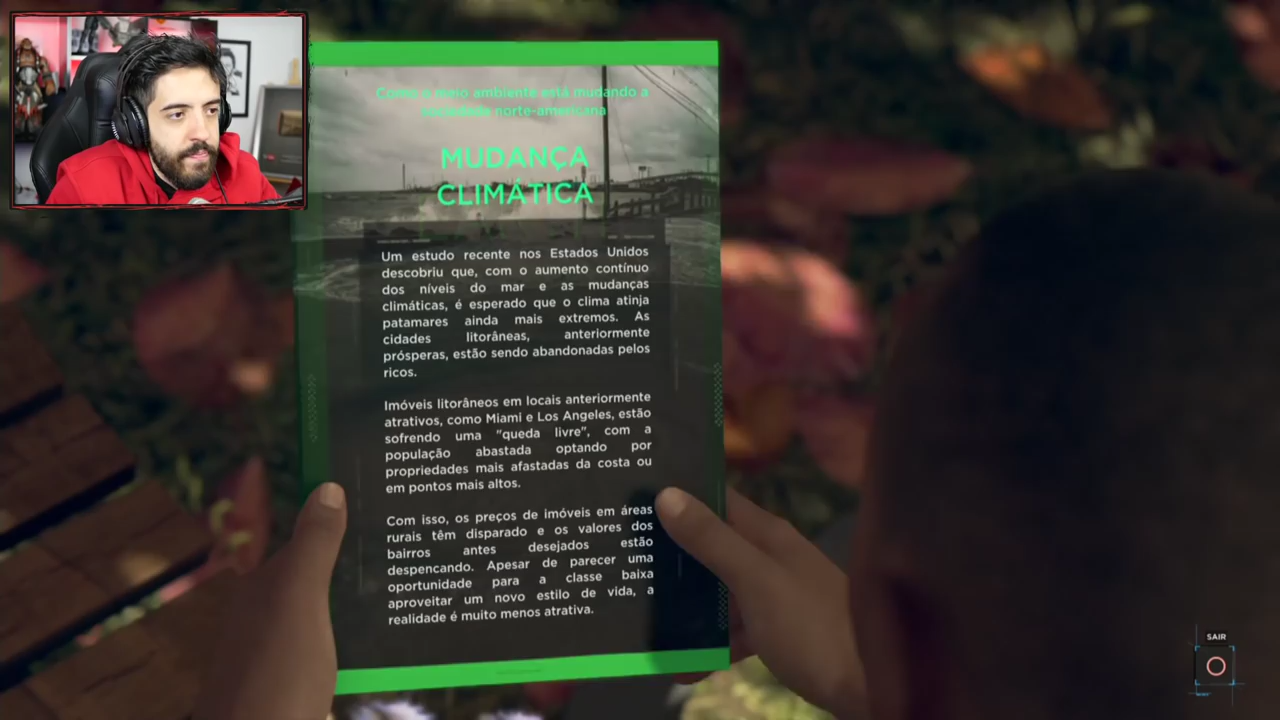 Como o meio ambiente está mudando a
sociedade norte-americana
MUDANÇA
CLIMÁTICA
Um estudo recente nos Estados Unidos
descobriu que, com o aumento contínuo
dos níveis do mar e as mudanças
climáticas, é esperado que o clima atinja
patamares ainda mais extremos. As
cidades litorâneas, anteriormente
prósperas, estão sendo abandonadas pelos
ricos.
Imóveis litorâneos em locais anteriormente
atrativos, como Miami e Los Angeles, estão
sofrendo uma "queda livre", com a
população abastada optando por
propriedades mais afastadas da costa ou
em pontos mais altos.
Com isso, os preços de imóveis em áreas
rurais têm disparado e os valores dos
bairros antes desejados estão
despencando. Apesar de parecer uma
oportunidade para a classe baixa
aproveitar um novo estilo de vida, a
realidade é muito menos atrativa.
SAIR